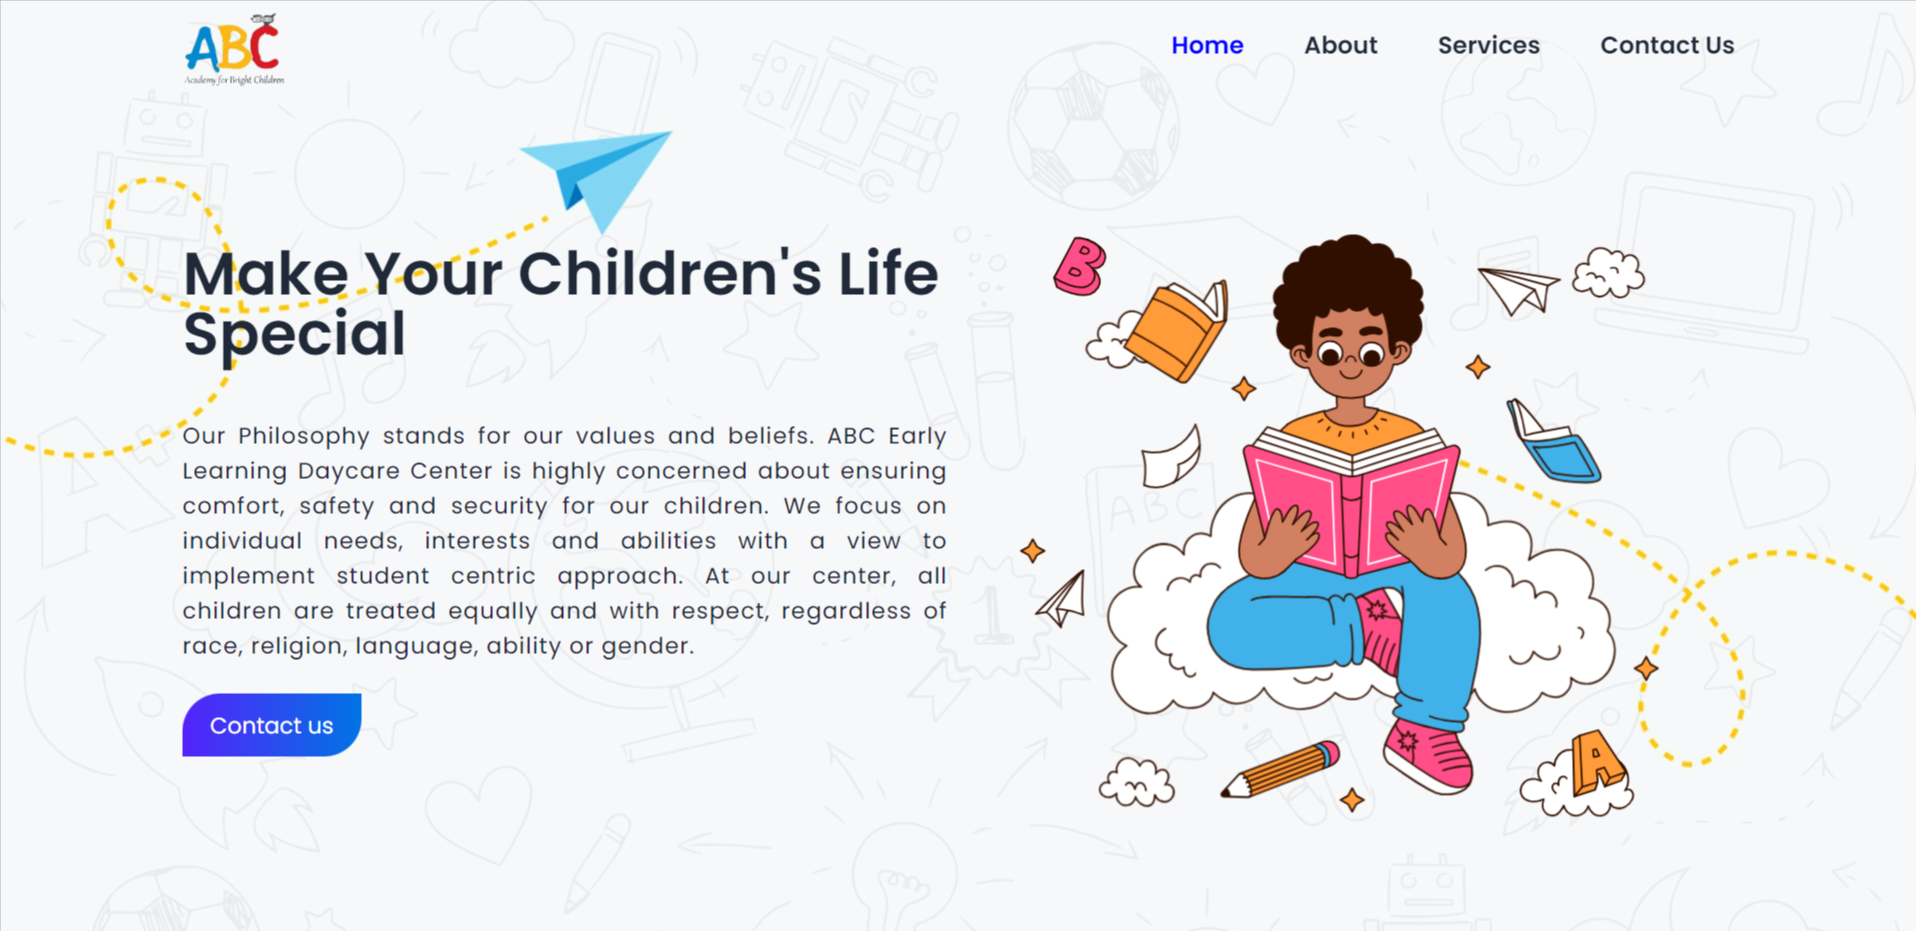 ABC
Academy for Bright Children
Home
About
Services
Contact Us
Make Your Children's Life
Special
Our Philosophy stands for our values and beliefs. ABC Early
Learning Daycare Center is highly concerned about ensuring
comfort, safety and security for our children. We focus on
individual needs, interests and abilities with a view to
implement student centric approach. At our center, all
children are treated equally and with respect, regardless of
race, religion, language, ability or gender.
Contact us
B
A
A+
ABC
1